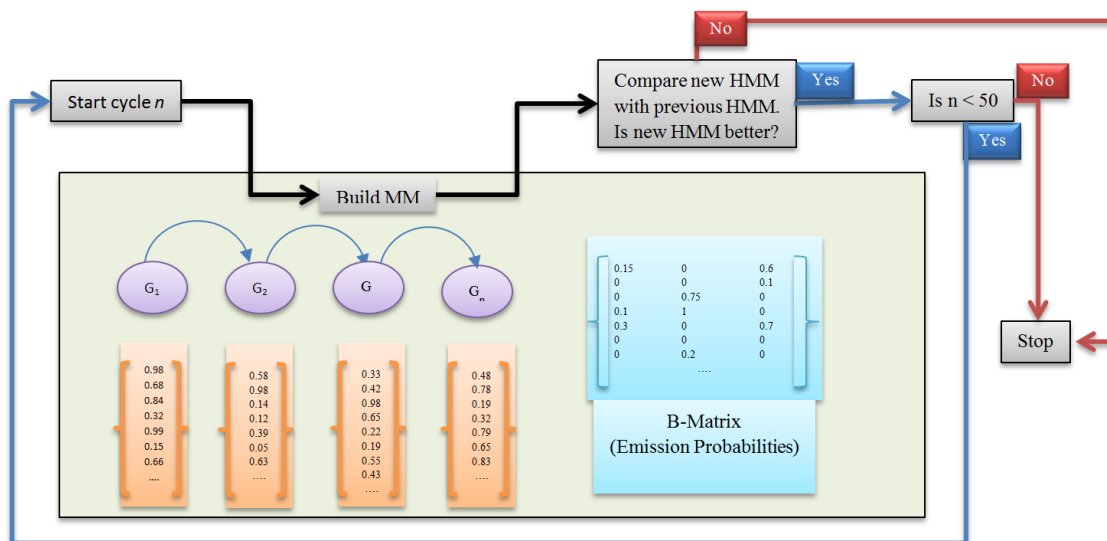 No
Start cycle n
Compare new HMM
with previous HMM.
Is new HMM better?
Yes
Is n < 50
No
Yes
Build MM
G1
G2
G
Gn
0.15 0 0.6
0 0 0.1
0 0.75 0
0.1 1 0
0.3 0 0.7
0 0 0
0 0.2 0
....
Stop
0.98
0.68
0.84
0.32
0.99
0.15
0.66
....
0.58
0.98
0.14
0.12
0.39
0.05
0.63
....
0.33
0.42
0.98
0.65
0.22
0.19
0.55
0.43
....
0.48
0.78
0.19
0.32
0.79
0.65
0.83
....
B-Matrix
(Emission Probabilities)